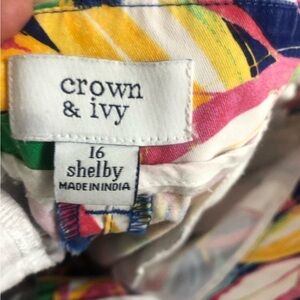 crown
& ivy
16
shelby
MADE IN INDIA